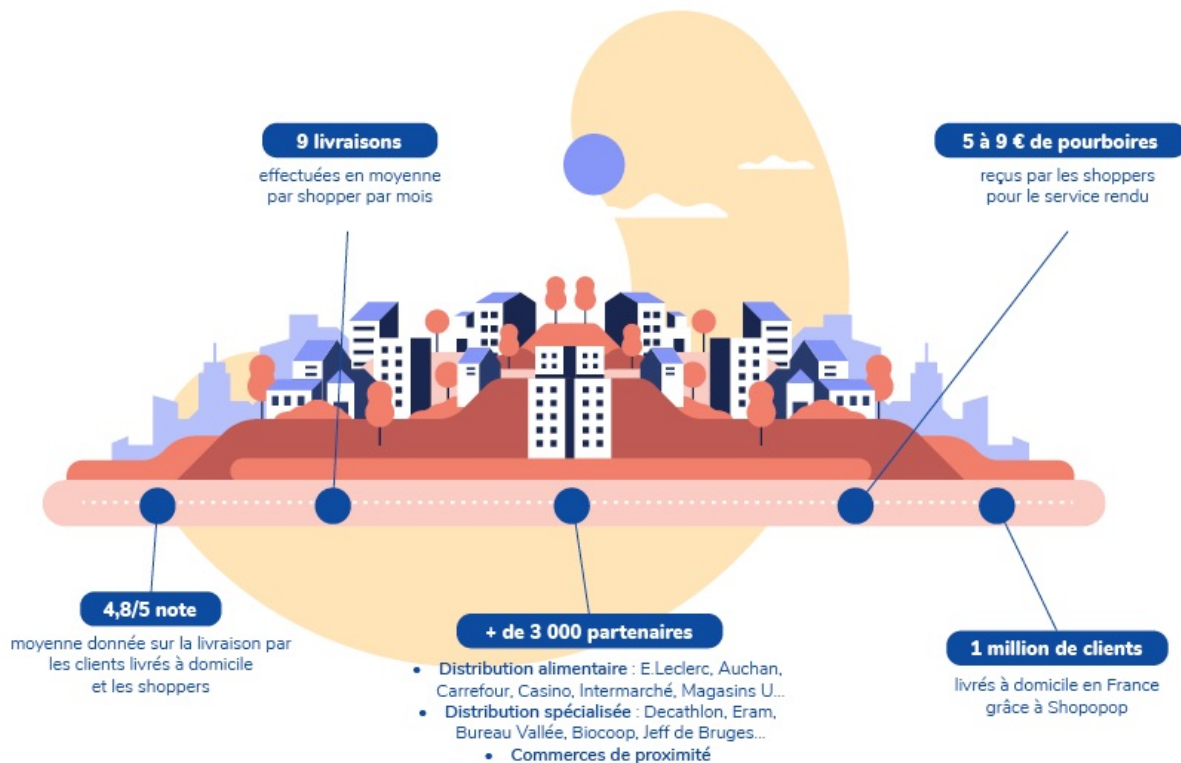 9 livraisons
effectuées en moyenne
par shopper par mois
5 à 9 € de pourboires
reçus par les shoppers
pour le service rendu
4,8/5 note
moyenne donnée sur la livraison par
les clients livrés à domicile
et les shoppers
+ de 3 000 partenaires
• Distribution alimentaire : E.Leclerc, Auchan,
Carrefour, Casino, Intermarché, Magasins U...
• Distribution spécialisée : Decathlon, Eram,
Bureau Vallée, Biocoop, Jeff de Bruges...
• Commerces de proximité
1 million de clients
livrés à domicile en France
grâce à Shopopop